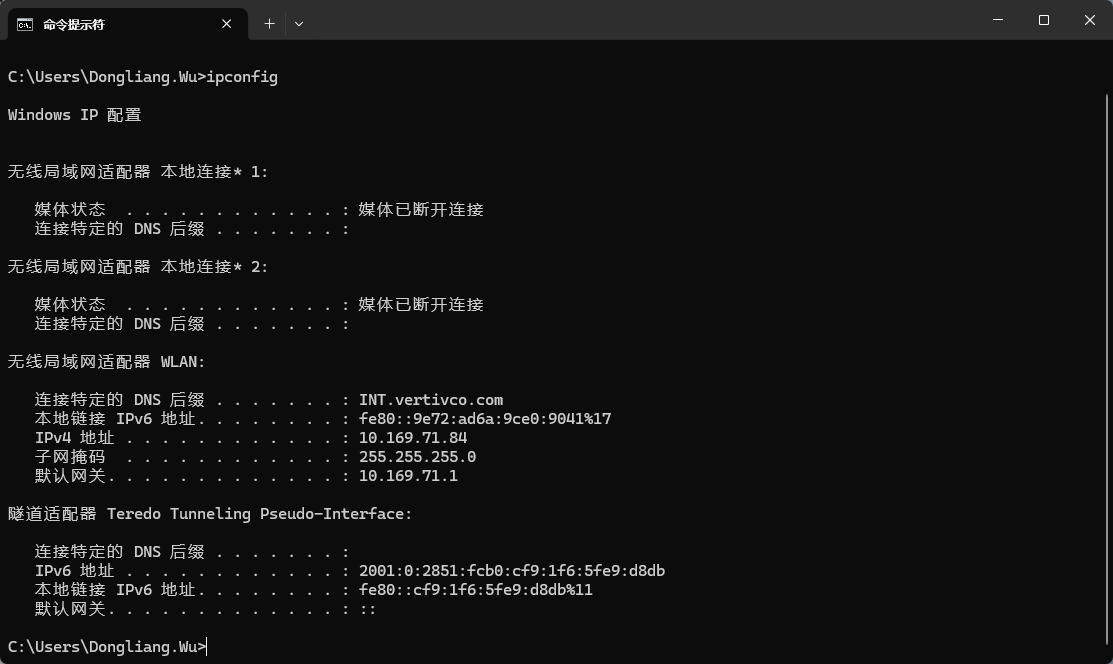 命令提示符
C:\Users\Dongliang.Wu>ipconfig
Windows IP 配置
无线局域网适配器 本地连接* 1:
媒体状态  . . . . . . . . . . . . : 媒体已断开连接
连接特定的 DNS 后缀 . . . . . . . :
无线局域网适配器 本地连接* 2:
媒体状态  . . . . . . . . . . . . : 媒体已断开连接
连接特定的 DNS 后缀 . . . . . . . :
无线局域网适配器 WLAN:
连接特定的 DNS 后缀 . . . . . . . : INT.vertivco.com
本地链接 IPv6 地址. . . . . . . . : fe80::9e72:ad6a:9ce0:9041%17
IPv4 地址 . . . . . . . . . . . . : 10.169.71.84
子网掩码  . . . . . . . . . . . . : 255.255.255.0
默认网关. . . . . . . . . . . . . : 10.169.71.1
隧道适配器 Teredo Tunneling Pseudo-Interface:
连接特定的 DNS 后缀 . . . . . . . :
IPv6 地址 . . . . . . . . . . . . : 2001:0:2851:fcb0:cf9:1f6:5fe9:d8db
本地链接 IPv6 地址. . . . . . . . : fe80::cf9:1f6:5fe9:d8db%11
默认网关. . . . . . . . . . . . . : ::
C:\Users\Dongliang.Wu>